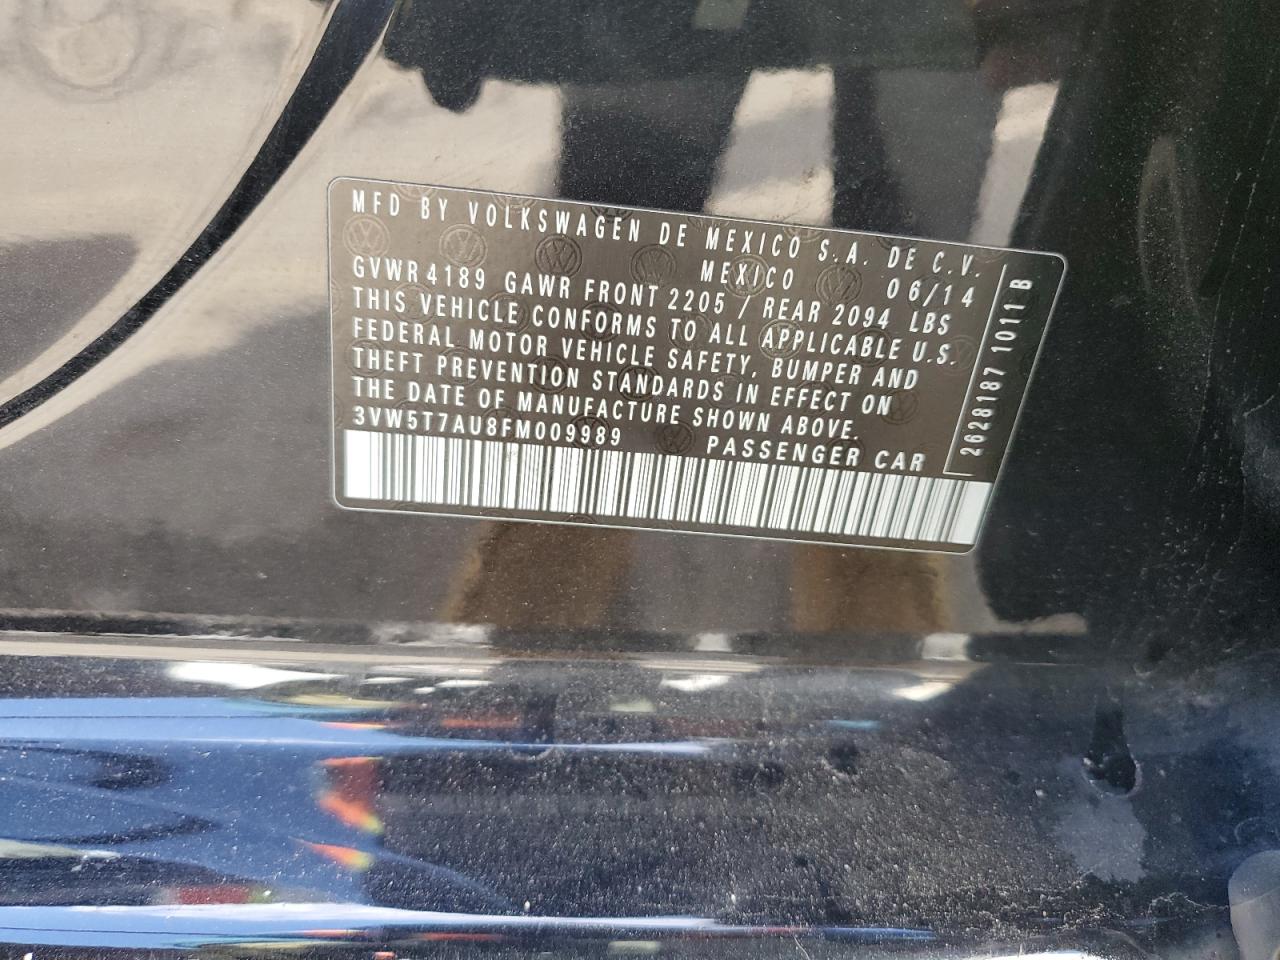 MFD BY VOLKSWAGEN DE MEXICO S.A. DE C.V.
MEXICO 06/14
GVWR 4189 GAWR FRONT 2205 / REAR 2094 LBS
THIS VEHICLE CONFORMS TO ALL APPLICABLE U.S.
FEDERAL MOTOR VEHICLE SAFETY, BUMPER AND
THEFT PREVENTION STANDARDS IN EFFECT ON
THE DATE OF MANUFACTURE SHOWN ABOVE.
3VW5T7AU8FM009989 PASSENGER CAR
2628187 1011 B